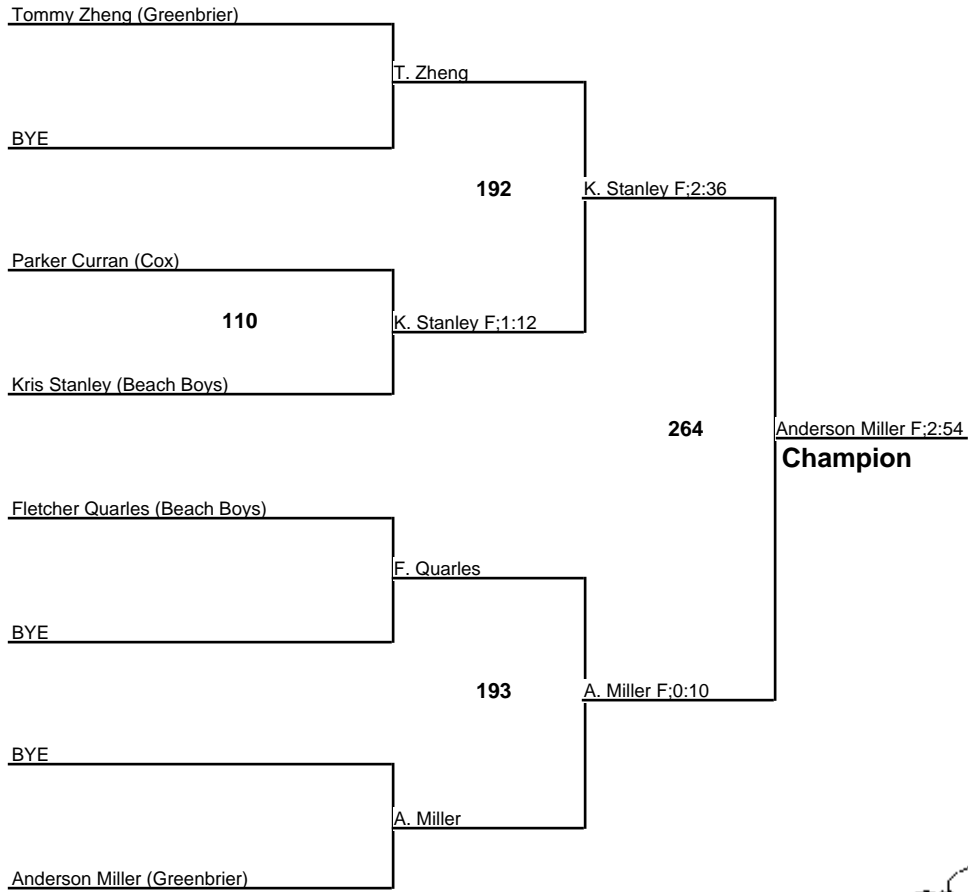 Tommy Zheng (Greenbrier)
T. Zheng
BYE
192
K. Stanley F;2:36
Parker Curran (Cox)
110
K. Stanley F;1:12
Kris Stanley (Beach Boys)
264
Anderson Miller F;2:54
Champion
Fletcher Quarles (Beach Boys)
F. Quarles
BYE
193
A. Miller F;0:10
BYE
A. Miller
Anderson Miller (Greenbrier)